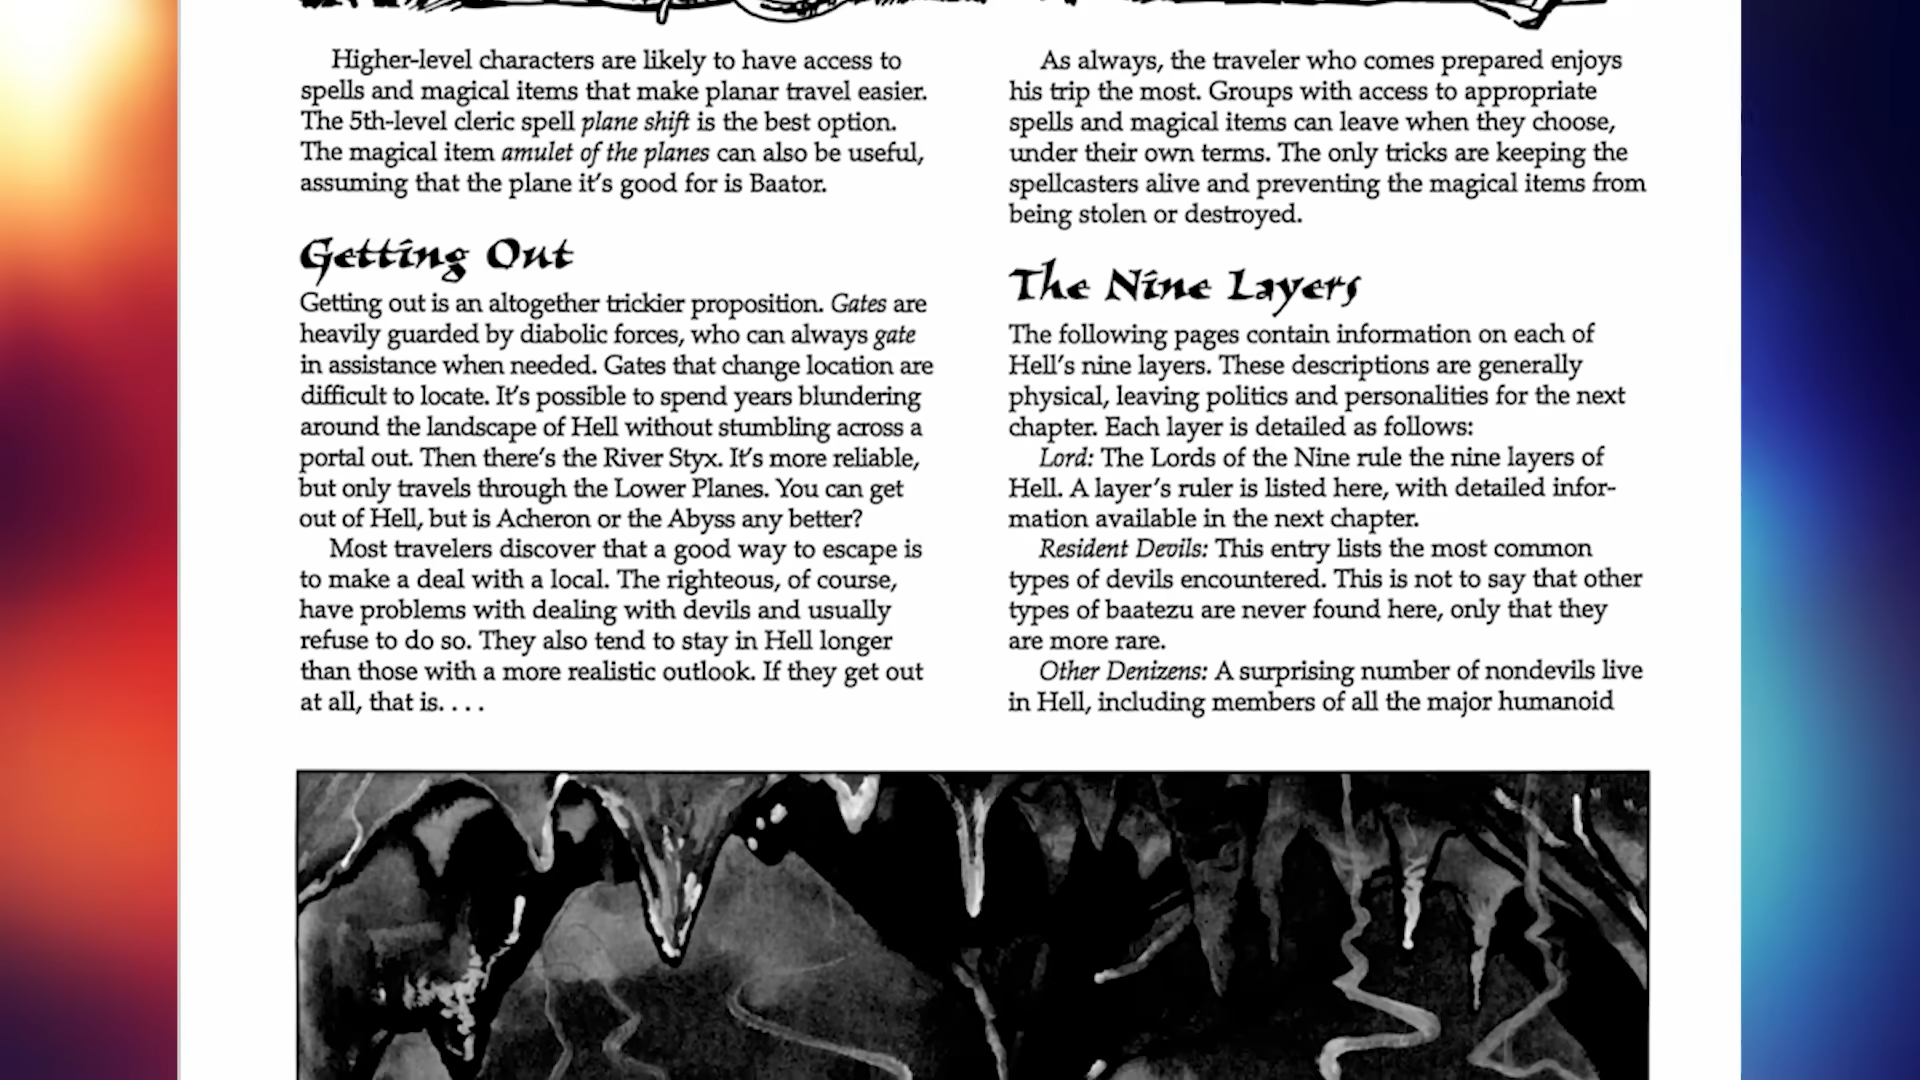 Higher-level characters are likely to have access to
spells and magical items that make planar travel easier.
The 5th-level cleric spell plane shift is the best option.
The magical item amulet of the planes can also be useful,
assuming that the plane it's good for is Baator.
Getting Out
Getting out is an altogether trickier proposition. Gates are
heavily guarded by diabolic forces, who can always gate
in assistance when needed. Gates that change location are
difficult to locate. It's possible to spend years blundering
around the landscape of Hell without stumbling across a
portal out. Then there's the River Styx. It's more reliable,
but only travels through the Lower Planes. You can get
out of Hell, but is Acheron or the Abyss any better?
Most travelers discover that a good way to escape is
to make a deal with a local. The righteous, of course,
have problems with dealing with devils and usually
refuse to do so. They also tend to stay in Hell longer
than those with a more realistic outlook. If they get out
at all, that is. . . .
As always, the traveler who comes prepared enjoys
his trip the most. Groups with access to appropriate
spells and magical items can leave when they choose,
under their own terms. The only tricks are keeping the
spellcasters alive and preventing the magical items from
being stolen or destroyed.
The Nine Layers
The following pages contain information on each of
Hell's nine layers. These descriptions are generally
physical, leaving politics and personalities for the next
chapter. Each layer is detailed as follows:
Lord: The Lords of the Nine rule the nine layers of
Hell. A layer's ruler is listed here, with detailed infor-
mation available in the next chapter.
Resident Devils: This entry lists the most common
types of devils encountered. This is not to say that other
types of baatezu are never found here, only that they
are more rare.
Other Denizens: A surprising number of nondevils live
in Hell, including members of all the major humanoid